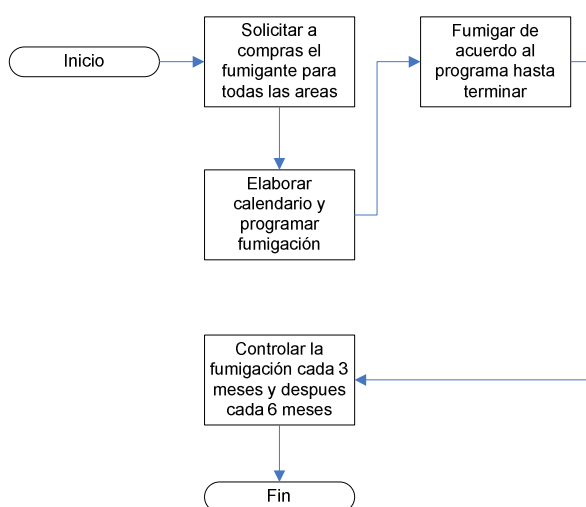 Inicio
Solicitar a
compras el
fumigante para
todas las areas
Elaborar
calendario y
programar
fumigación
Fumigar de
acuerdo al
programa hasta
terminar
Controlar la
fumigación cada 3
meses y despues
cada 6 meses
Fin